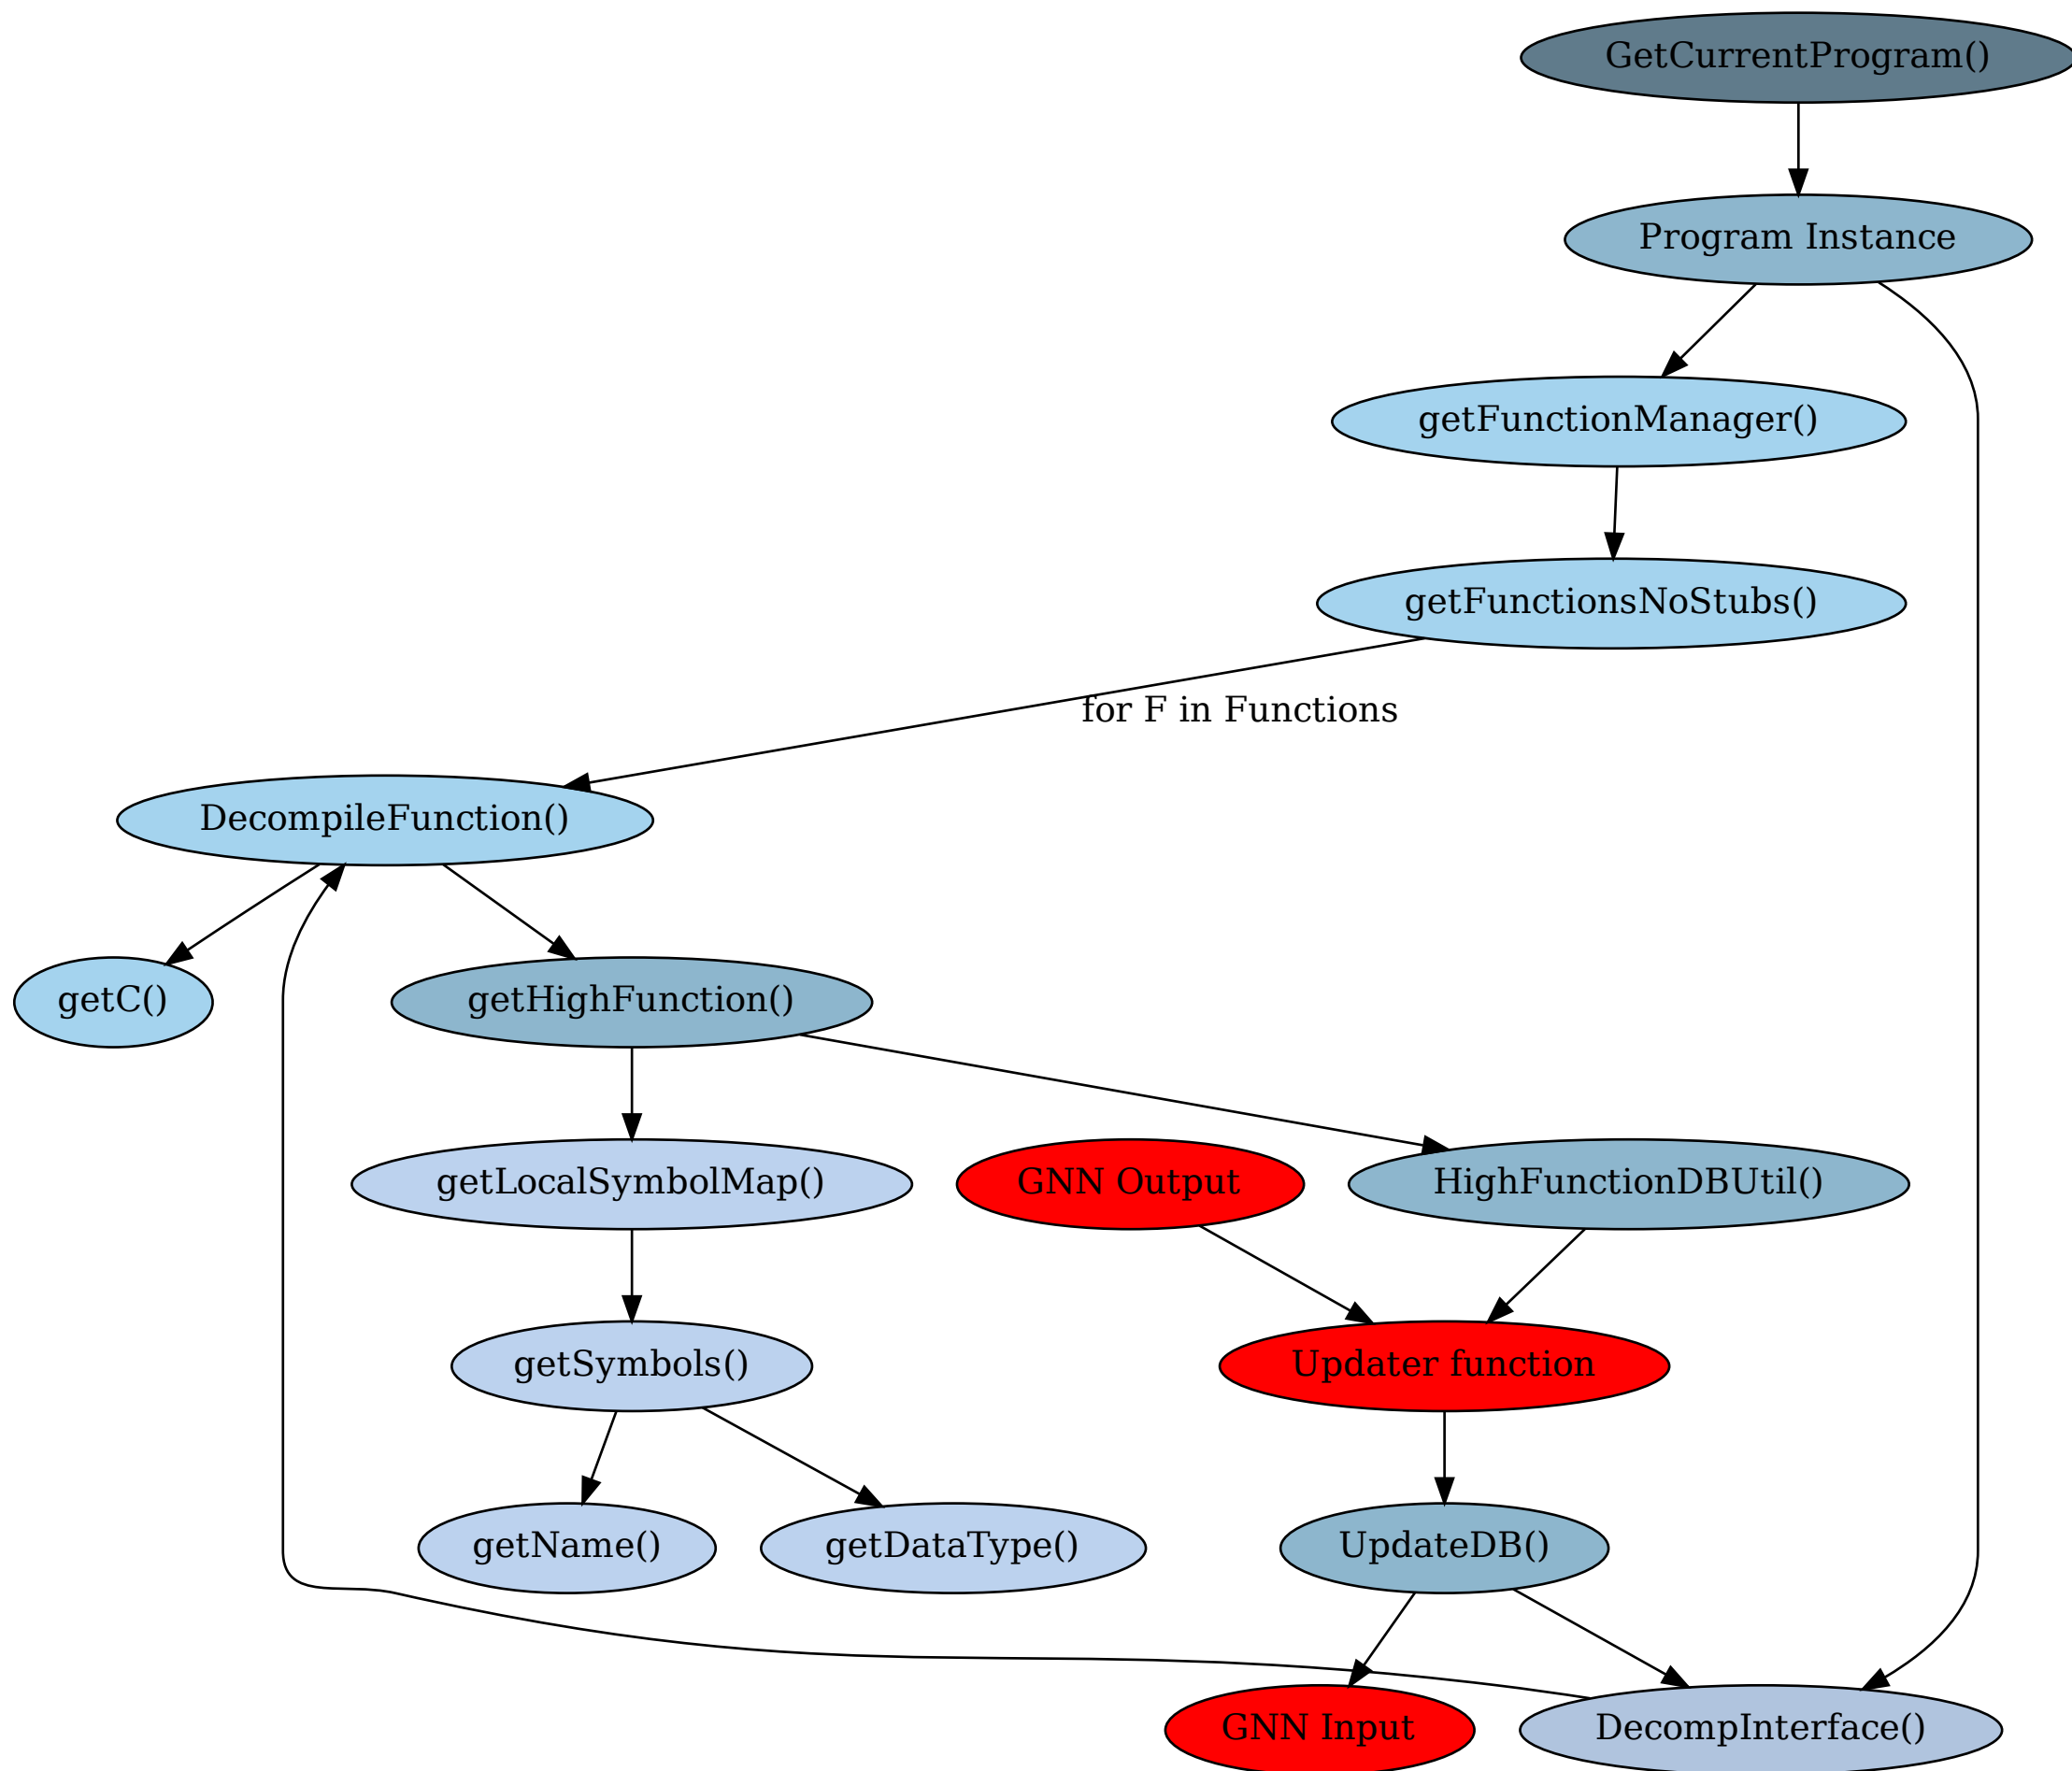 GetCurrentProgram()
Program Instance
getFunctionManager()
getFunctionsNoStubs()
for F in Functions
DecompileFunction()
getC()
getHighFunction()
getLocalSymbolMap()
GNN Output
HighFunctionDBUtil()
getSymbols()
Updater function
getName()
getDataType()
UpdateDB()
GNN Input
DecompInterface()